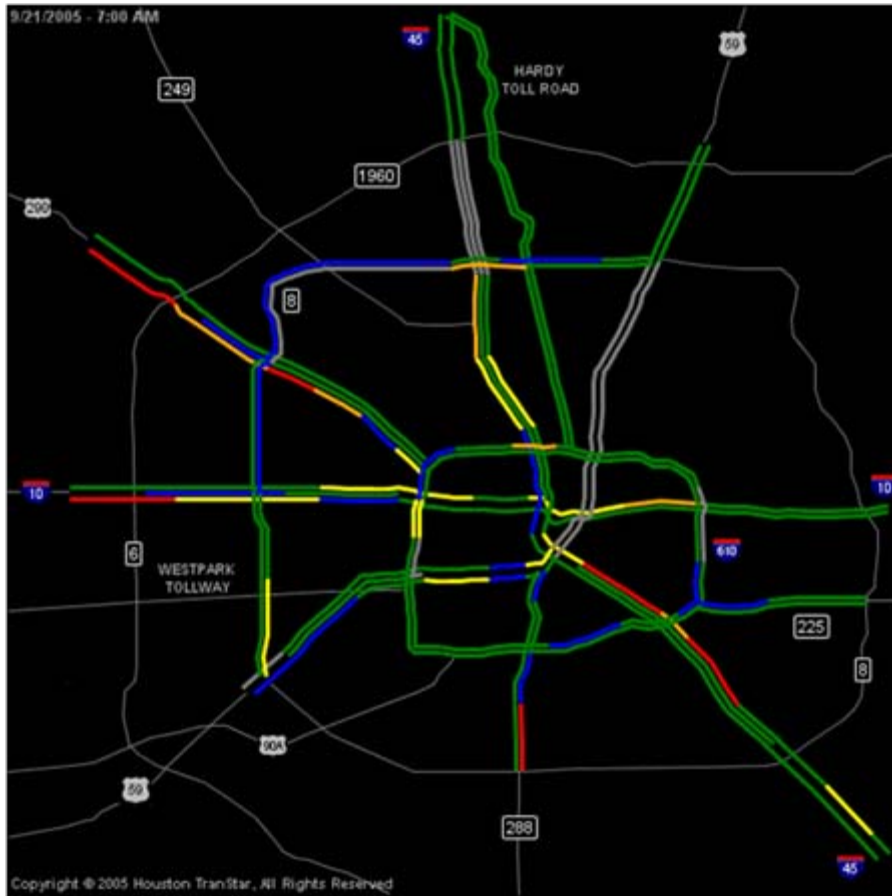 9/21/2005 - 7:00 AM
45
59
HARDY
TOLL ROAD
249
1960
290
8
10
10
6
WESTPARK
TOLLWAY
610
225
8
90A
59
288
45
Copyright © 2005 Houston TranStar, All Rights Reserved